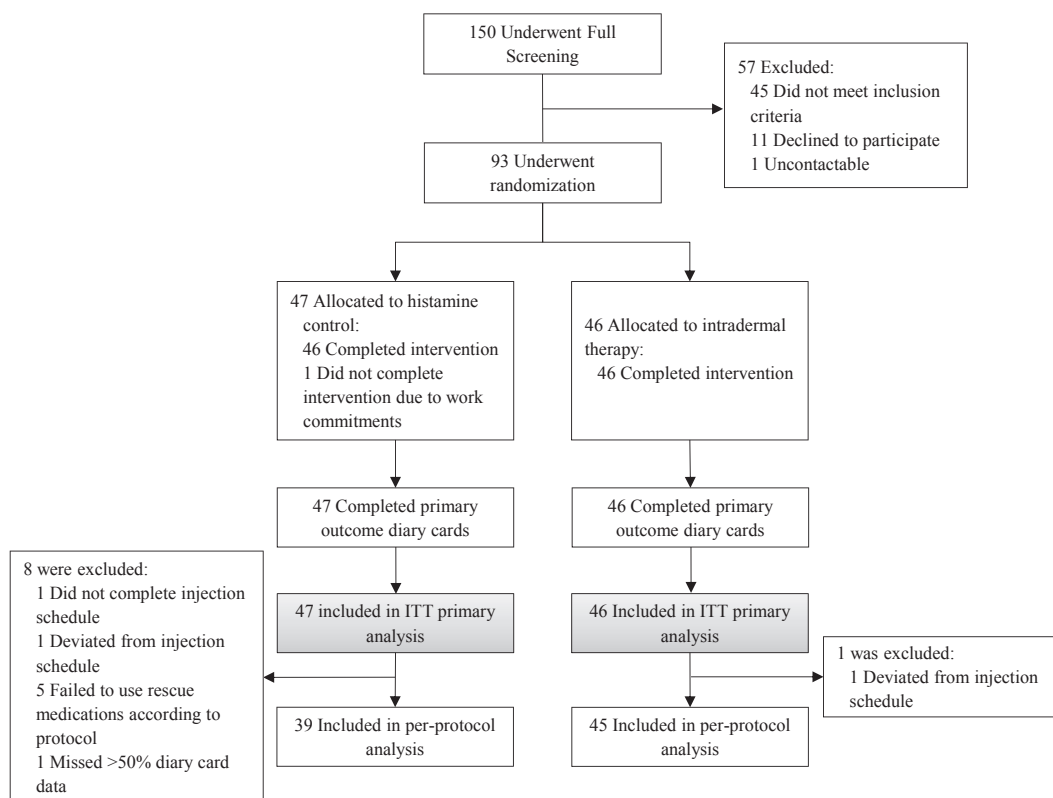 150 Underwent Full
Screening
57 Excluded:
45 Did not meet inclusion
criteria
11 Declined to participate
1 Uncontactable
93 Underwent
randomization
47 Allocated to histamine
control:
46 Completed intervention
1 Did not complete
intervention due to work
commitments
46 Allocated to intradermal
therapy:
46 Completed intervention
47 Completed primary
outcome diary cards
46 Completed primary
outcome diary cards
8 were excluded:
1 Did not complete injection
schedule
1 Deviated from injection
schedule
5 Failed to use rescue
medications according to
protocol
1 Missed >50% diary card
data
47 included in ITT primary
analysis
46 Included in ITT primary
analysis
1 was excluded:
1 Deviated from injection
schedule
39 Included in per-protocol
analysis
45 Included in per-protocol
analysis